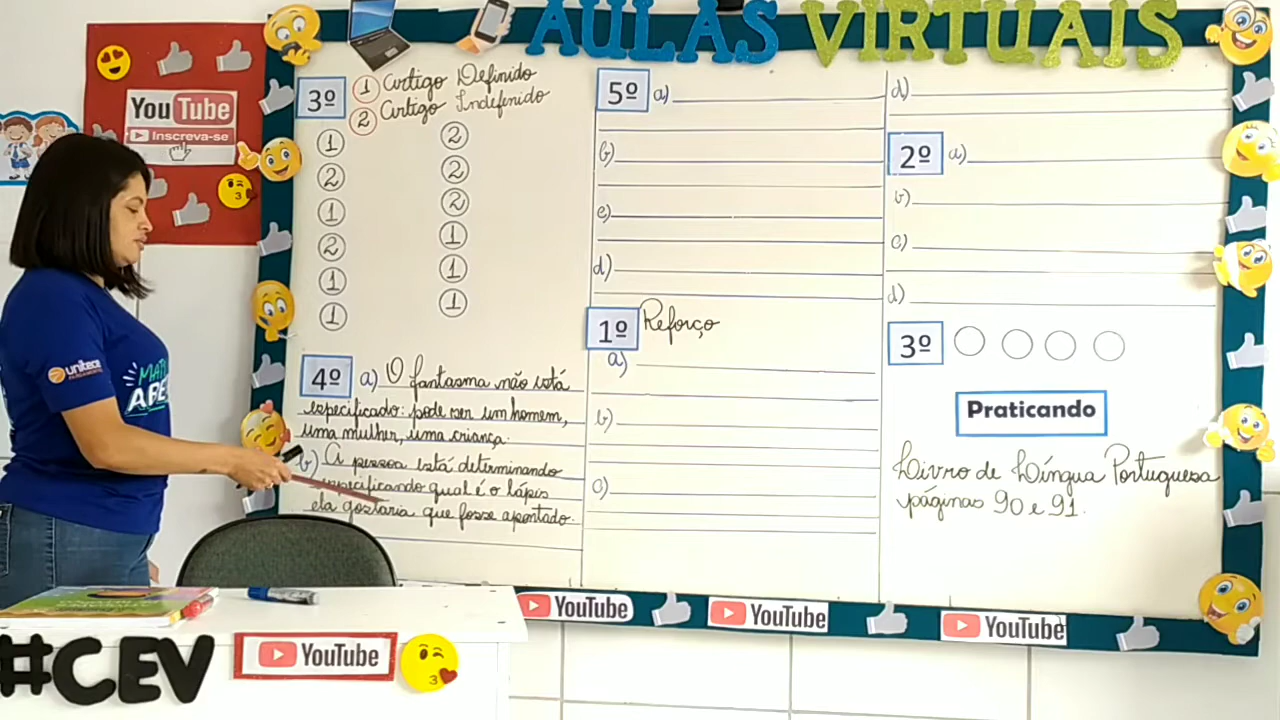 AULAS VIRTUAIS
YouTube
Inscreva-se
3º
1 Artigo Definido
2 Artigo Indefenido
1 2
2 2
1 2
2 1
1 1
1 1
4º a) O fantasma não está
especificado: pode ser um homem,
uma mulher, uma criança.
b) A pessoa está determinando
especificando qual é o lápis
ela gostaria que fosse apontado.
5º a)
b)
c)
d)
1º Reforço
a)
b)
c)
d)
2º a)
b)
c)
d)
3º
Praticando
Livro de Língua Portuguesa
páginas 90 e 91.
unitece
YouTube
YouTube
YouTube
#CEV
YouTube